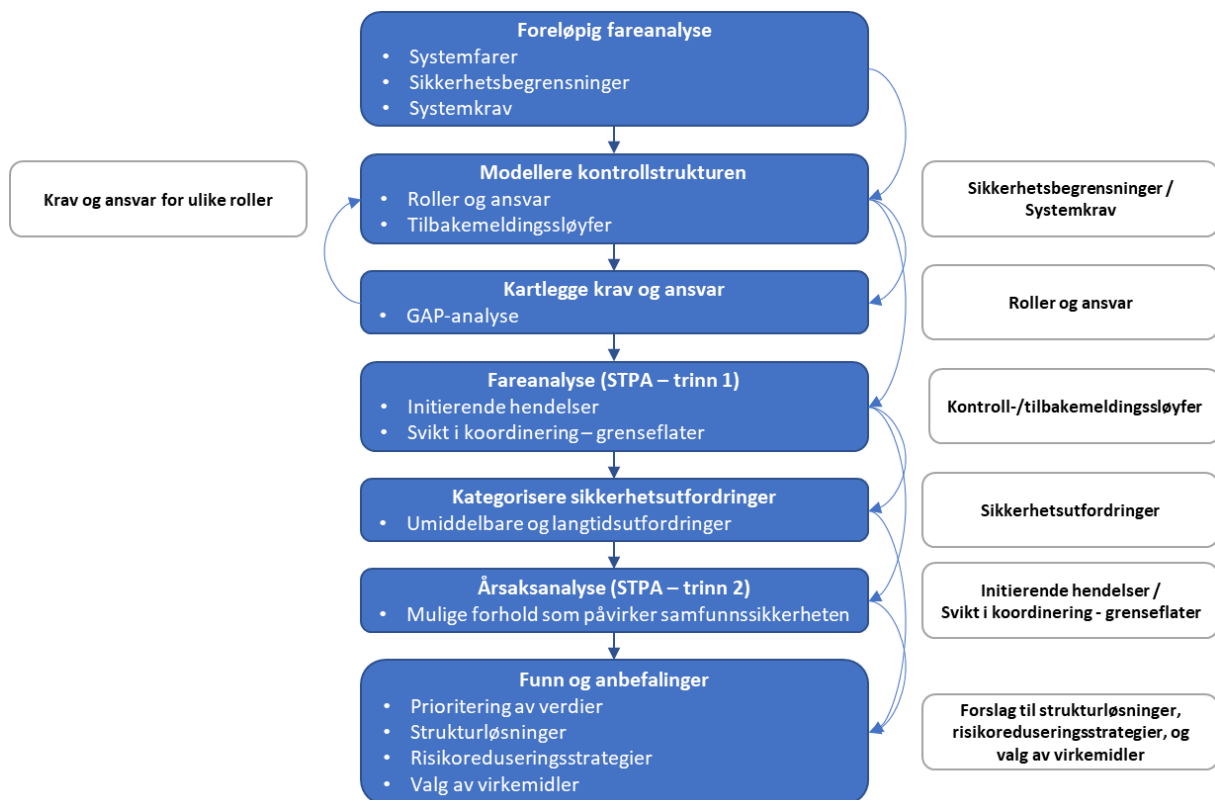 Foreløpig fareanalyse
• Systemfarer
• Sikkerhetsbegrensninger
• Systemkrav
Krav og ansvar for ulike roller
Modellere kontrollstrukturen
• Roller og ansvar
• Tilbakemeldingssløyfer
Sikkerhetsbegrensninger /
Systemkrav
Kartlegge krav og ansvar
• GAP-analyse
Roller og ansvar
Fareanalyse (STPA – trinn 1)
• Initierende hendelser
• Svikt i koordinering – grenseflater
Kontroll-/tilbakemeldingssløyfer
Kategorisere sikkerhetsutfordringer
• Umiddelbare og langtidsutfordringer
Sikkerhetsutfordringer
Årsaksanalyse (STPA – trinn 2)
• Mulige forhold som påvirker samfunnssikkerheten
Initierende hendelser /
Svikt i koordinering - grenseflater
Funn og anbefalinger
• Prioritering av verdier
• Strukturløsninger
• Risikoreduseringsstrategier
• Valg av virkemidler
Forslag til strukturløsninger,
risikoreduseringsstrategier, og
valg av virkemidler